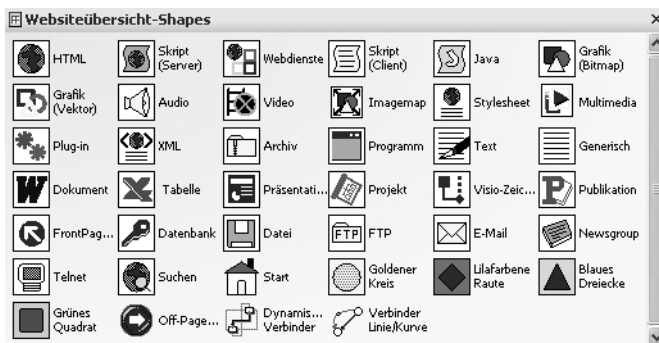 Websiteübersicht-Shapes
HTML
Skript
(Server)
Webdienste
Skript
(Client)
Java
Grafik
(Bitmap)
Grafik
(Vektor)
Audio
Video
Imagemap
Stylesheet
Multimedia
Plug-in
XML
Archiv
Programm
Text
Generisch
Dokument
Tabelle
Präsentati...
Projekt
Visio-Zeic...
Publikation
FrontPag...
Datenbank
Datei
FTP
FTP
E-Mail
Newsgroup
Telnet
Suchen
Start
Goldener
Kreis
Lilafarbene
Raute
Blaues
Dreiecke
Grünes
Quadrat
Off-Page...
Dynamis...
Verbinder
Verbinder
Linie/Kurve